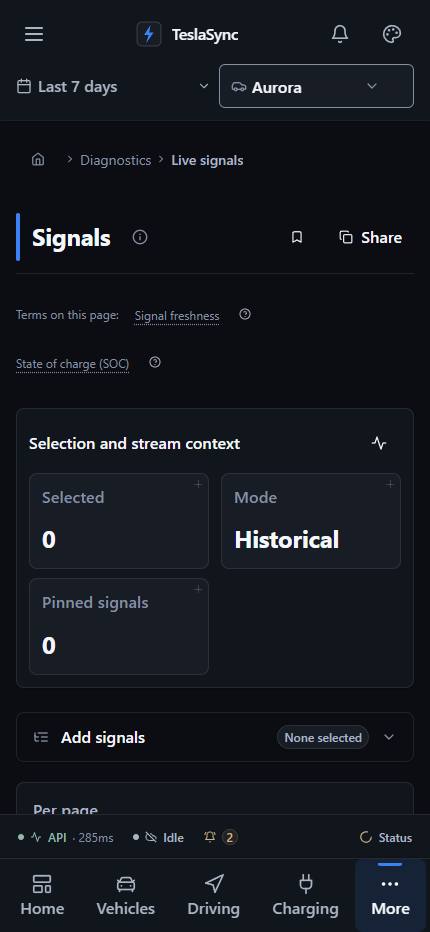 TeslaSync
Last 7 days
Aurora
Diagnostics
Live signals
Signals
Share
Terms on this page:
Signal freshness
State of charge (SOC)
Selection and stream context
Selected
0
Mode
Historical
Pinned signals
0
Add signals
None selected
Per page
API · 285ms
Idle
2
Status
Home
Vehicles
Driving
Charging
More